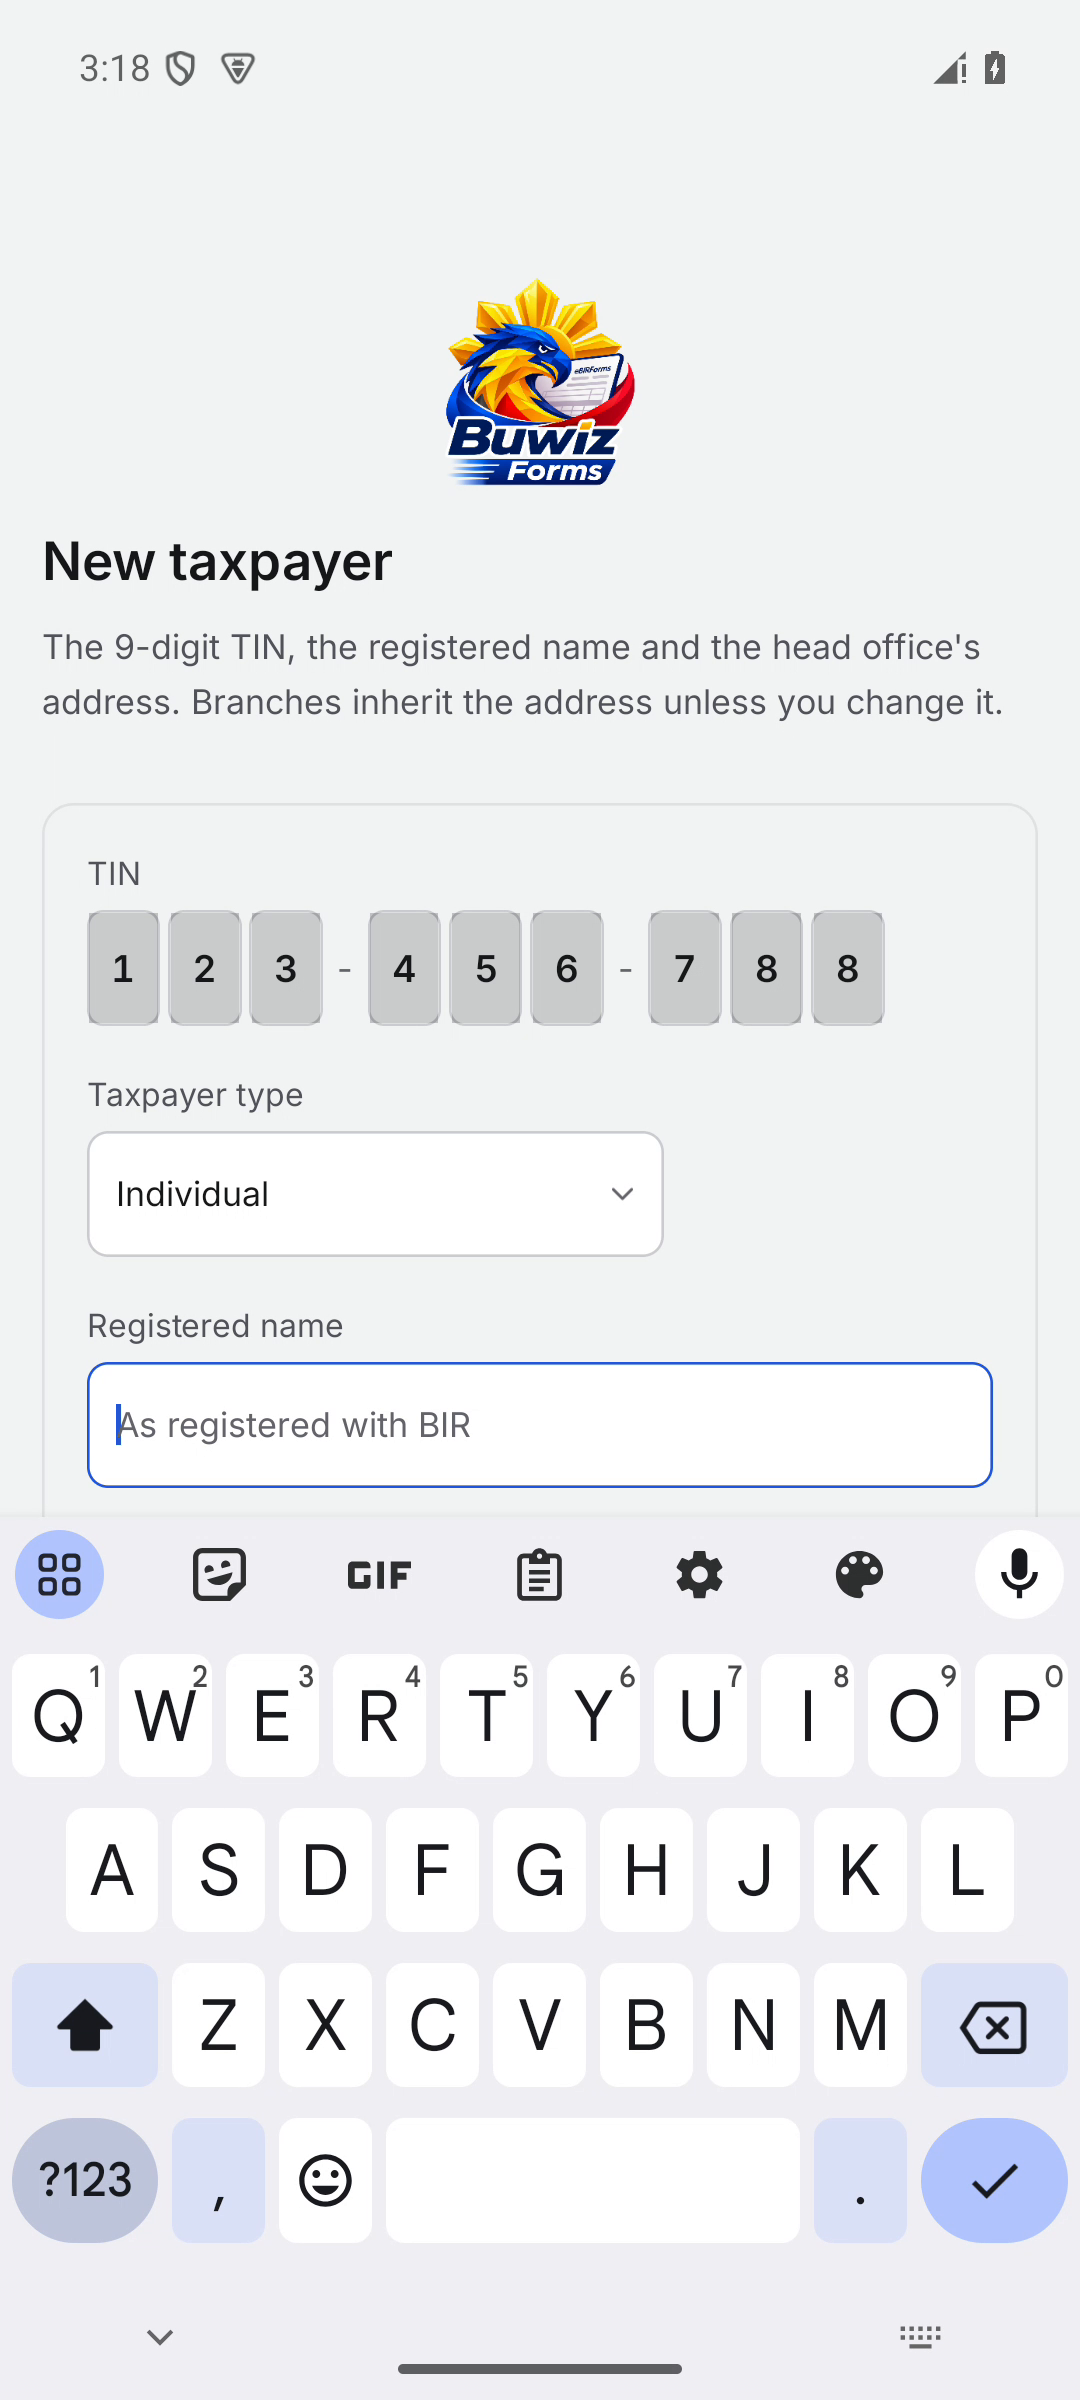 3:18
eBIRForms
Buwiz
Forms
New taxpayer
The 9-digit TIN, the registered name and the head office's
address. Branches inherit the address unless you change it.
TIN
1 2 3 - 4 5 6 - 7 8 8
Taxpayer type
Individual
Registered name
As registered with BIR
GIF
Q1 W2 E3 R4 T5 Y6 U7 I8 O9 P0
A S D F G H J K L
Z X C V B N M
?123 , .